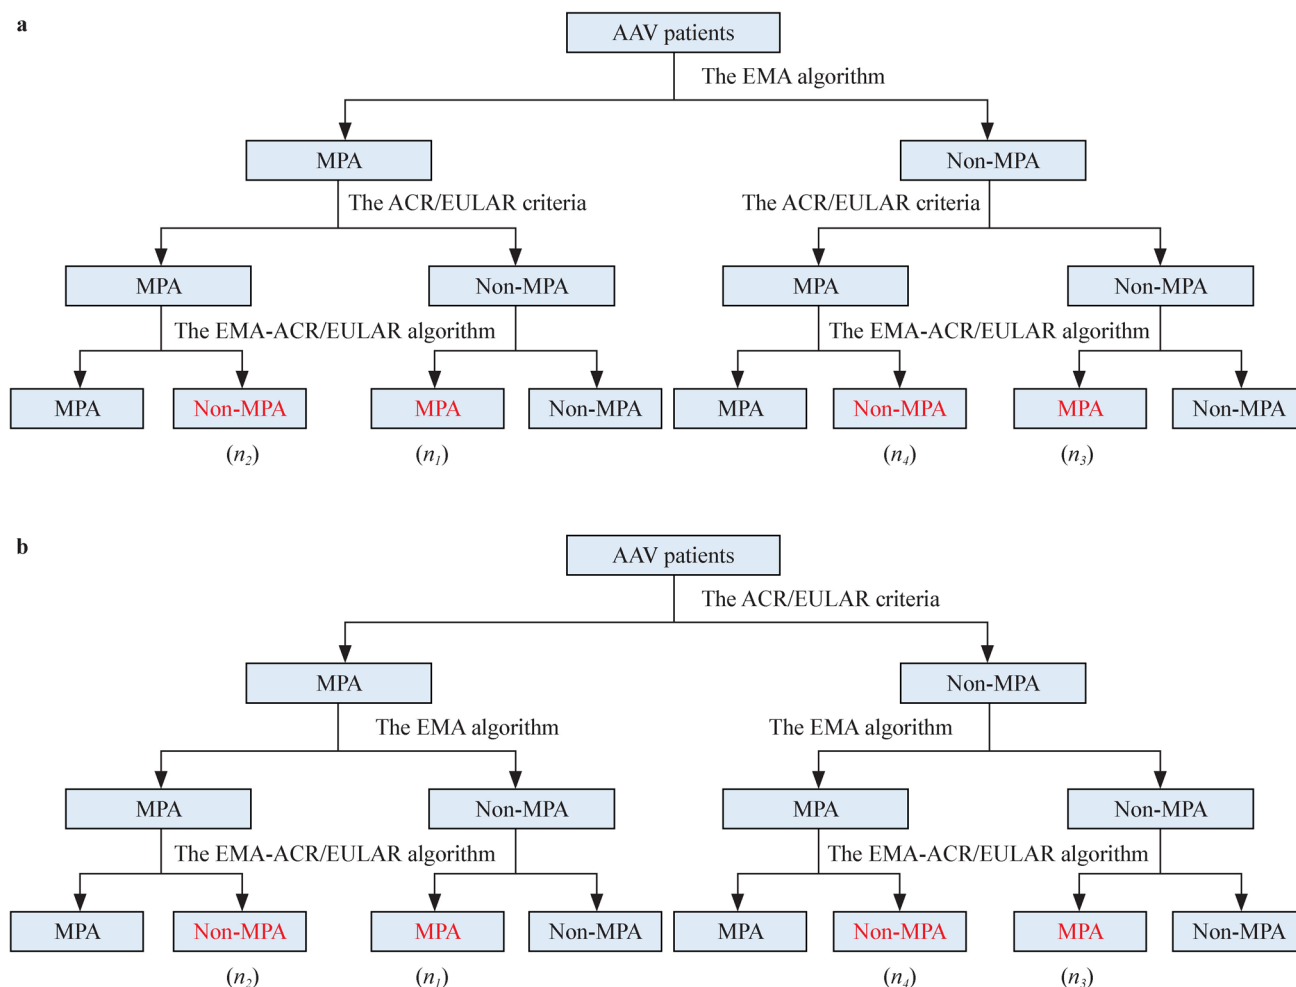 a
AAV patients
The EMA algorithm
MPA
Non-MPA
The ACR/EULAR criteria
The ACR/EULAR criteria
MPA
Non-MPA
MPA
Non-MPA
The EMA-ACR/EULAR algorithm
The EMA-ACR/EULAR algorithm
MPA
Non-MPA
MPA
Non-MPA
MPA
Non-MPA
MPA
Non-MPA
(n2)
(n1)
(n4)
(n3)
b
AAV patients
The ACR/EULAR criteria
MPA
Non-MPA
The EMA algorithm
The EMA algorithm
MPA
Non-MPA
MPA
Non-MPA
The EMA-ACR/EULAR algorithm
The EMA-ACR/EULAR algorithm
MPA
Non-MPA
MPA
Non-MPA
MPA
Non-MPA
MPA
Non-MPA
(n2)
(n1)
(n4)
(n3)